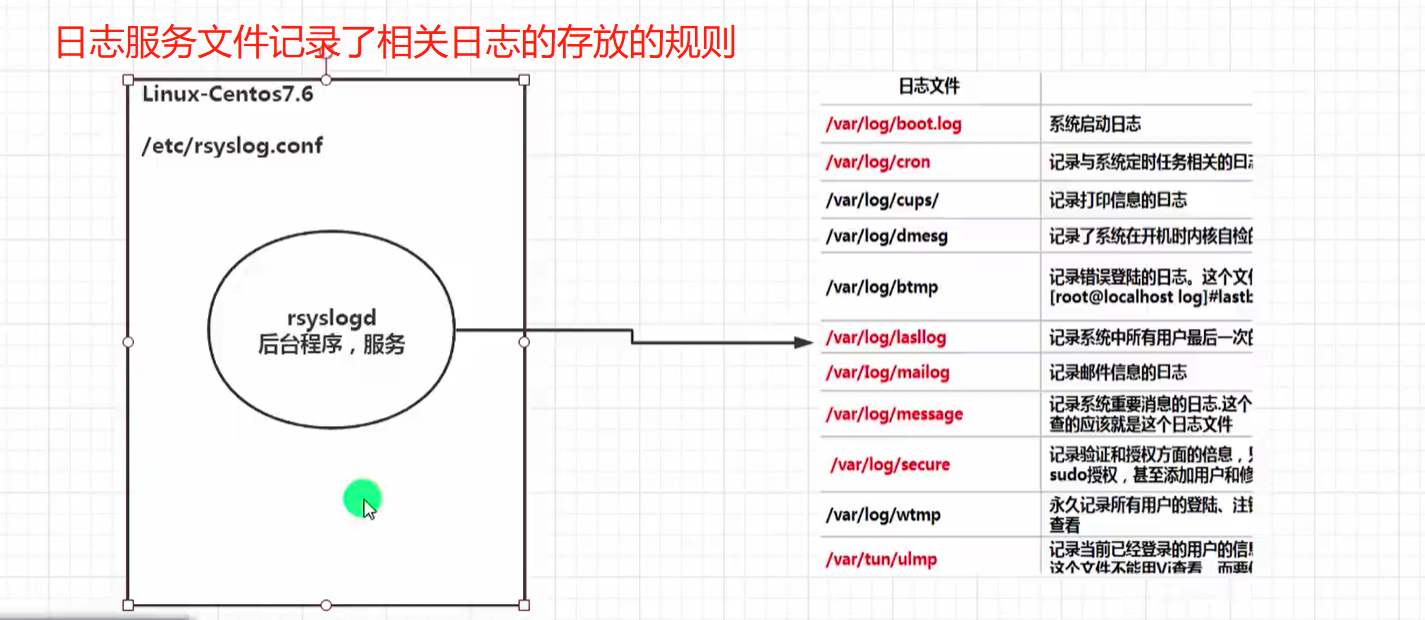 日志服务文件记录了相关日志的存放的规则
Linux-Centos7.6
/etc/rsyslog.conf
rsyslogd
后台程序，服务
日志文件
/var/log/boot.log
系统启动日志
/var/log/cron
记录与系统定时任务相关的日
/var/log/cups/
记录打印信息的日志
/var/log/dmesg
记录了系统在开机时内核自检
/var/log/btmp
记录错误登陆的日志。这个文
[root@localhost log]#last
/var/log/lasllog
记录系统中所有用户最后一次
/var/log/mailog
记录邮件信息的日志
/var/log/message
记录系统重要消息的日志.这个
查的应该就是这个日志文件
/var/log/secure
记录验证和授权方面的信息，
sudo授权，甚至添加用户和修
/var/log/wtmp
永久记录所有用户的登陆、注
查看
/var/tun/ulmp
记录当前已经登录的用户的信
这个文件不能用Vi查看 而要